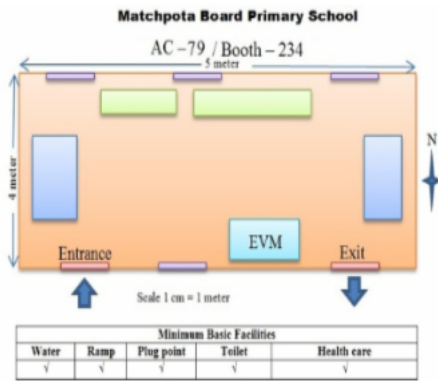 Matchpota Board Primary School
AC – 79 / Booth – 234
5 meter
4 meter
N
EVM
Entrance
Exit
Scale 1 cm = 1 meter
Minimum Basic Facilities
Water Ramp Plug point Toilet Health care
√ √ √ √ √